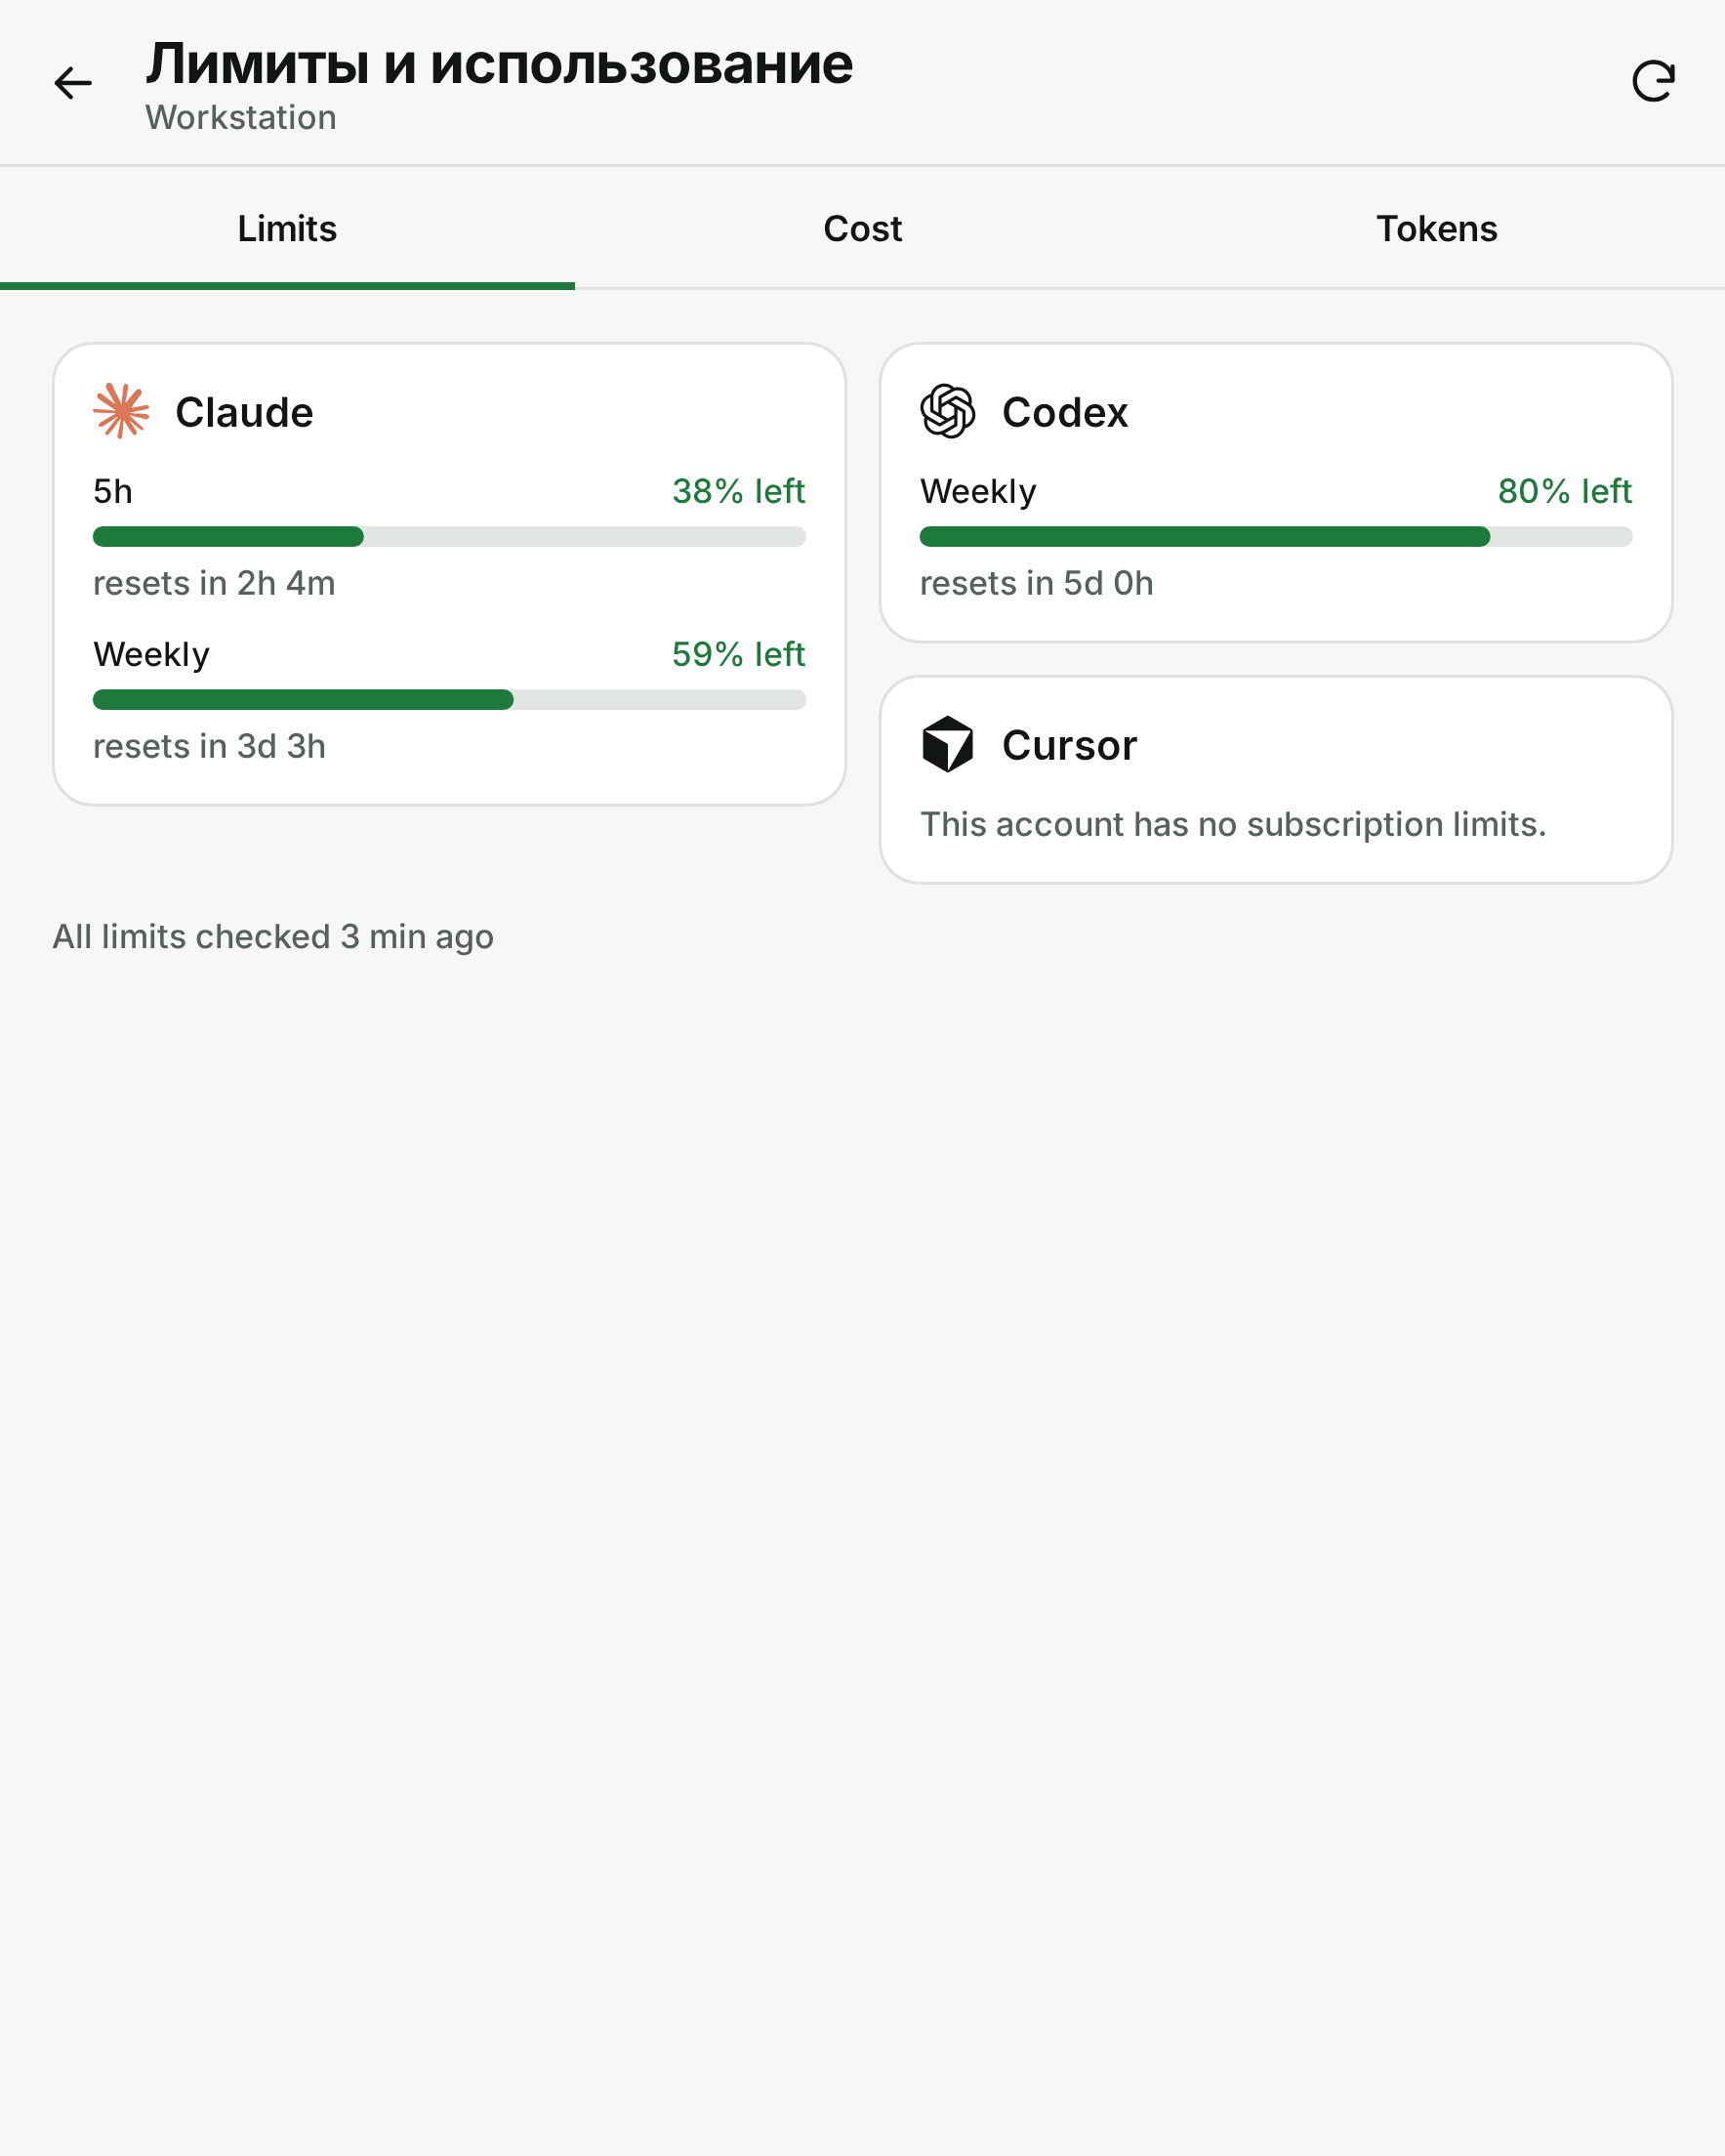 Лимиты и использование
Workstation
Limits
Cost
Tokens
Claude
5h
38% left
resets in 2h 4m
Weekly
59% left
resets in 3d 3h
Codex
Weekly
80% left
resets in 5d 0h
Cursor
This account has no subscription limits.
All limits checked 3 min ago